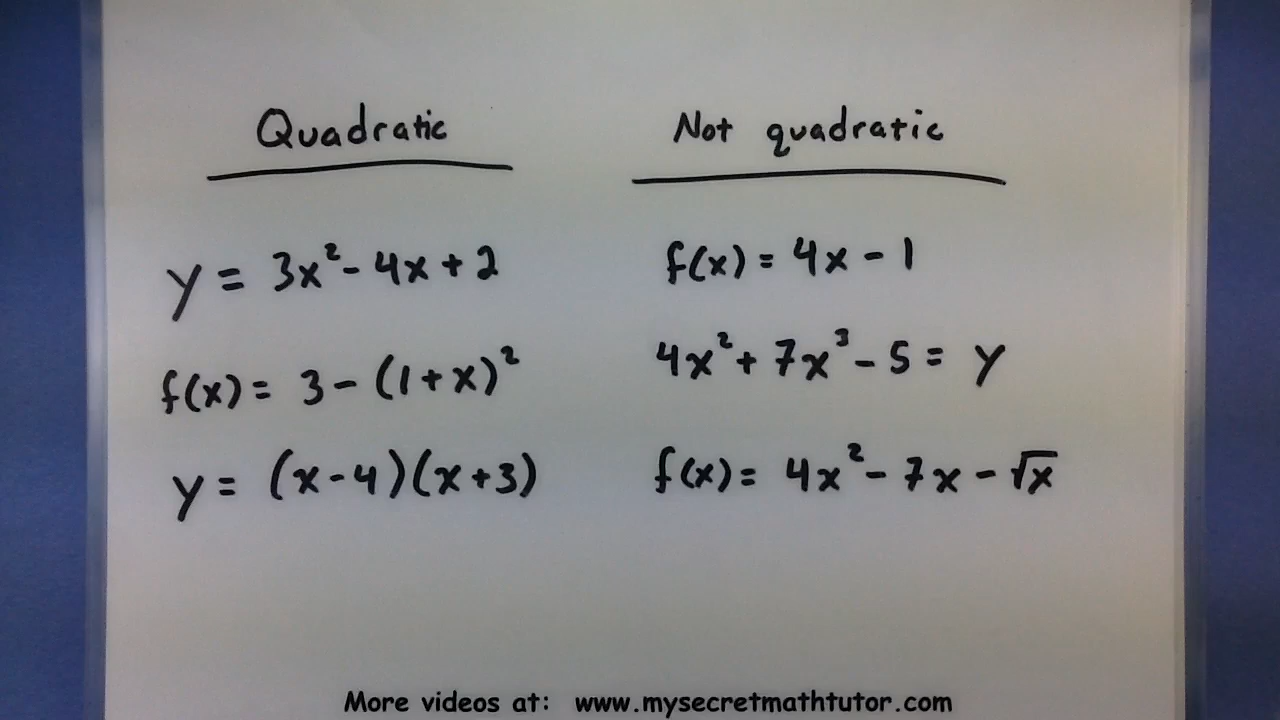 Quadratic
y = 3x² - 4x + 2
f(x) = 3 - (1 + x)²
y = (x - 4)(x + 3)
Not quadratic
f(x) = 4x - 1
4x² + 7x³ - 5 = y
f(x) = 4x² - 7x - √x
More videos at: www.mysecretmathtutor.com